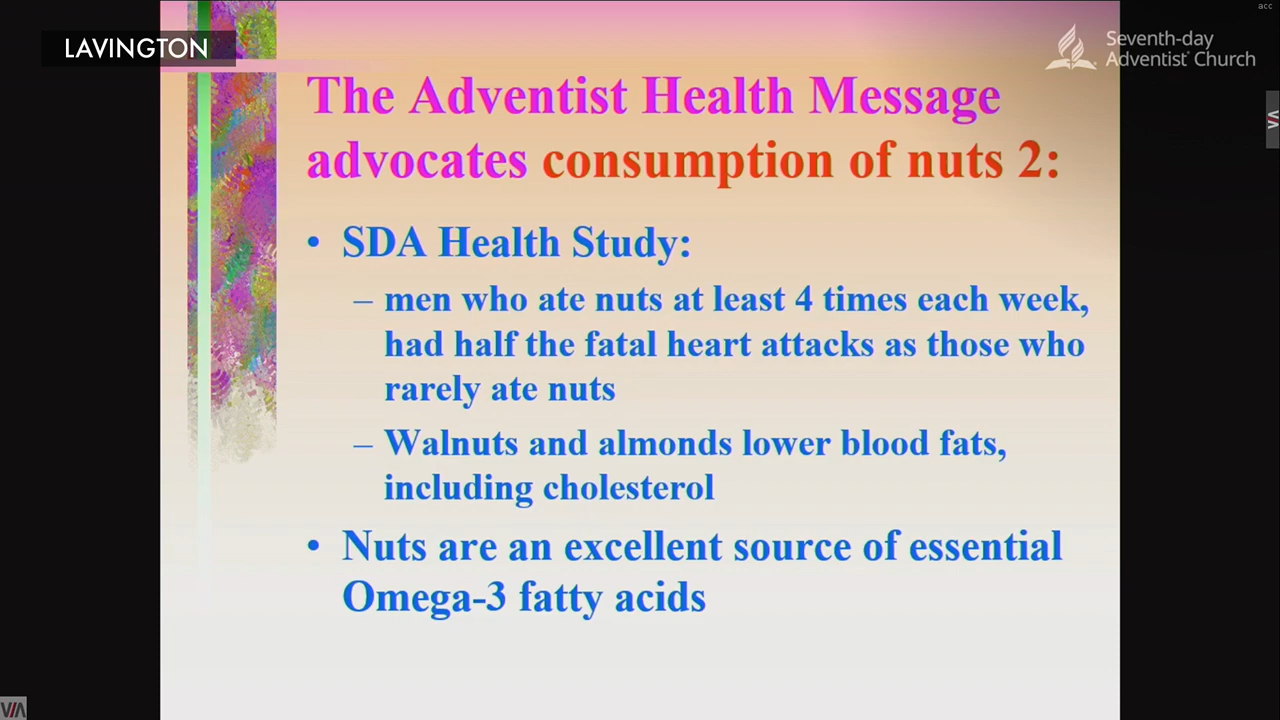 acc
LAVINGTON
Seventh-day
Adventist Church
The Adventist Health Message
advocates consumption of nuts 2:
• SDA Health Study:
– men who ate nuts at least 4 times each week,
had half the fatal heart attacks as those who
rarely ate nuts
– Walnuts and almonds lower blood fats,
including cholesterol
• Nuts are an excellent source of essential
Omega-3 fatty acids
VIA